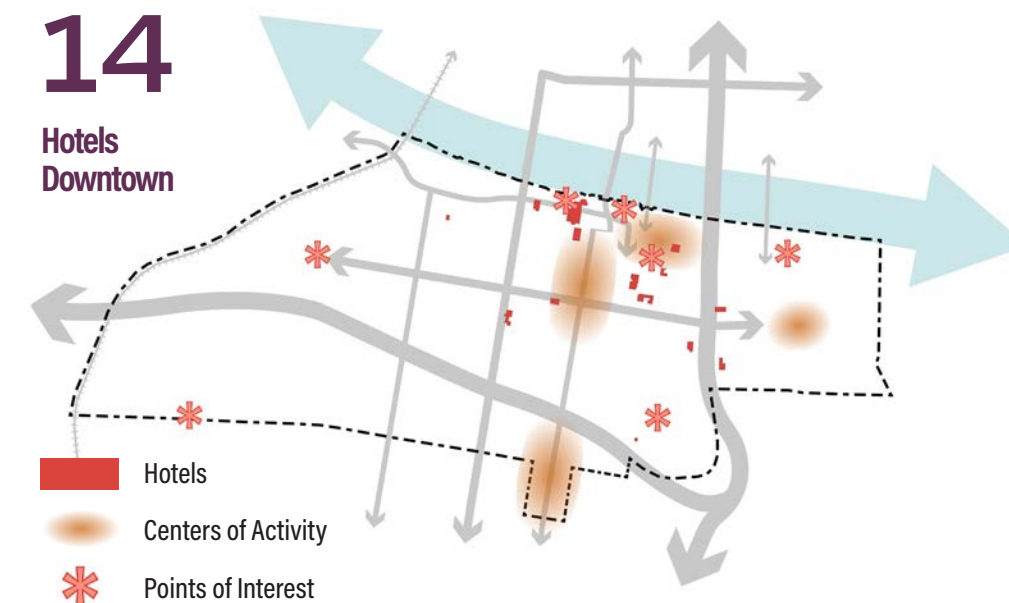 14
Hotels
Downtown
Hotels
Centers of Activity
Points of Interest